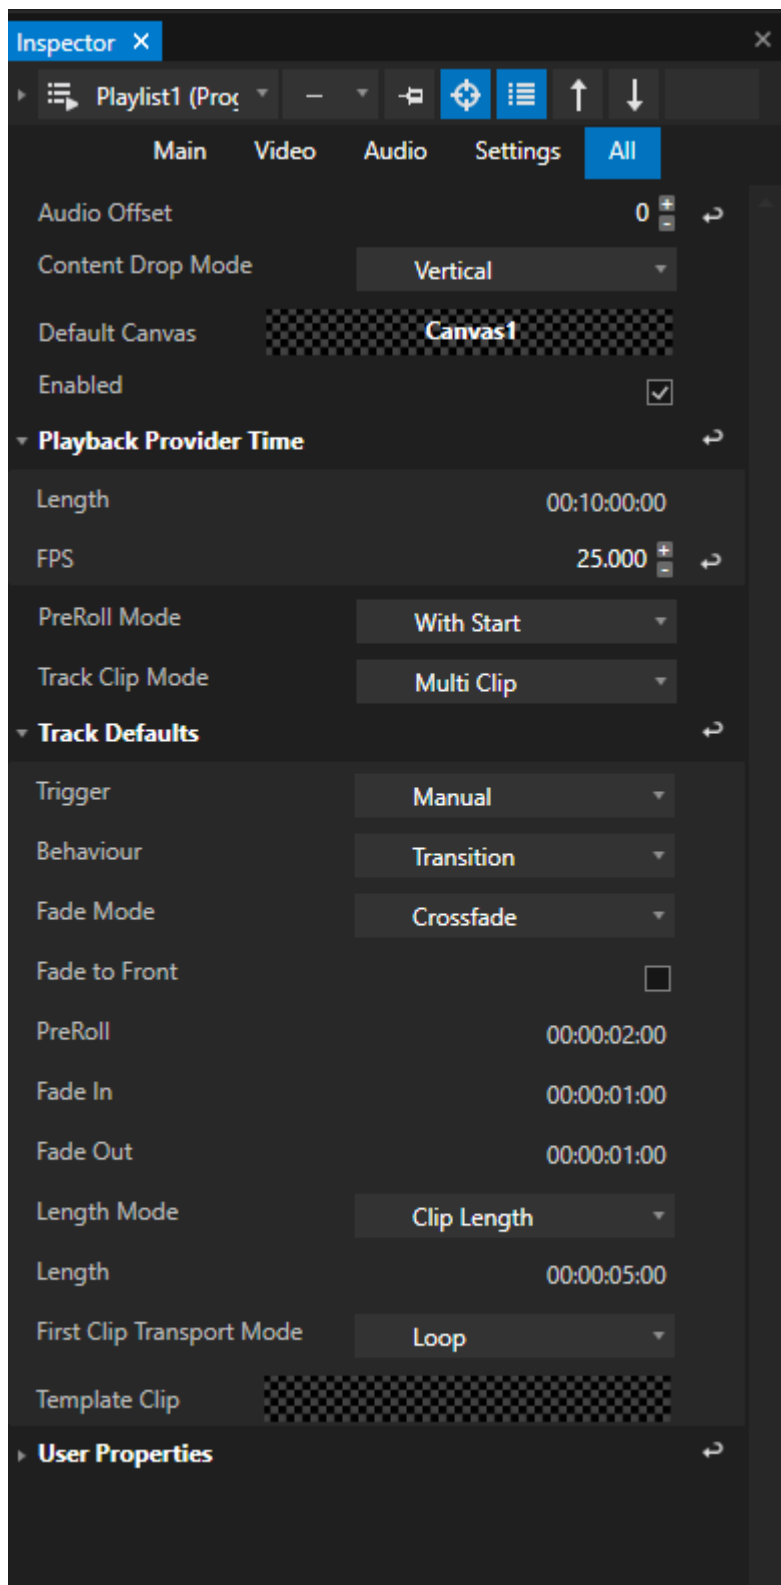 Inspector
Playlist1 (Prog
Main Video Audio Settings All
Audio Offset 0
Content Drop Mode Vertical
Default Canvas Canvas1
Enabled
Playback Provider Time
Length 00:10:00:00
FPS 25.000
PreRoll Mode With Start
Track Clip Mode Multi Clip
Track Defaults
Trigger Manual
Behaviour Transition
Fade Mode Crossfade
Fade to Front
PreRoll 00:00:02:00
Fade In 00:00:01:00
Fade Out 00:00:01:00
Length Mode Clip Length
Length 00:00:05:00
First Clip Transport Mode Loop
Template Clip
User Properties